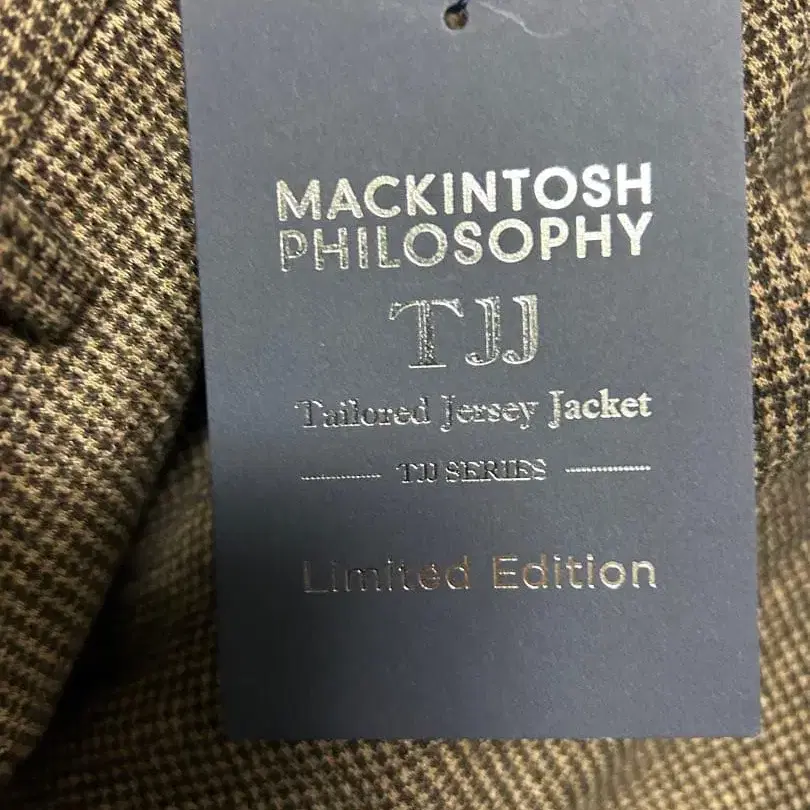 MACKINTOSH
PHILOSOPHY
TJJ
Tailored Jersey Jacket
TJJ SERIES
Limited Edition